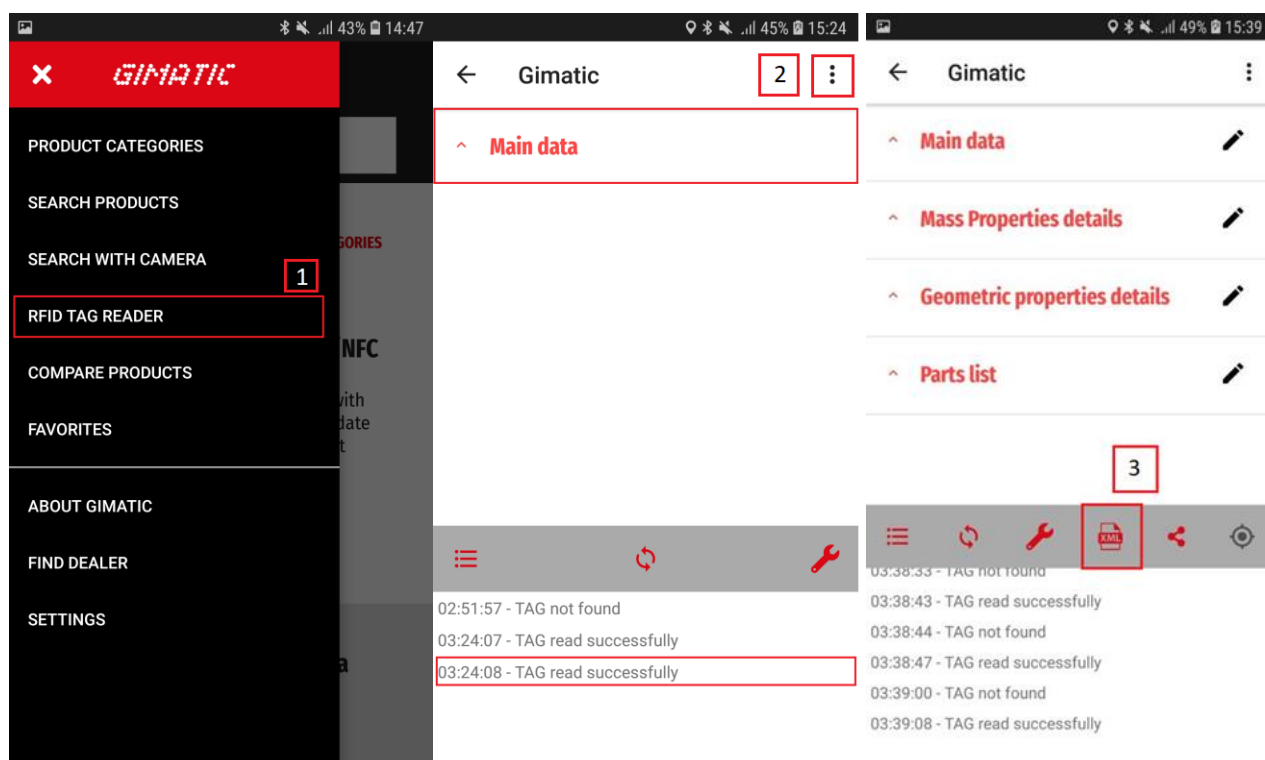 43% 14:47
GIMATIC
PRODUCT CATEGORIES
SEARCH PRODUCTS
SEARCH WITH CAMERA
1
RFID TAG READER
COMPARE PRODUCTS
FAVORITES
ABOUT GIMATIC
FIND DEALER
SETTINGS
GORIES
NFC
with
date
t
a
45% 15:24
Gimatic
2
Main data
02:51:57 - TAG not found
03:24:07 - TAG read successfully
03:24:08 - TAG read successfully
49% 15:39
Gimatic
Main data
Mass Properties details
Geometric properties details
Parts list
3
XML
03:38:33 - TAG not found
03:38:43 - TAG read successfully
03:38:44 - TAG not found
03:38:47 - TAG read successfully
03:39:00 - TAG not found
03:39:08 - TAG read successfully